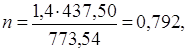 n = 1,4·437,50 / 773,54 = 0,792,